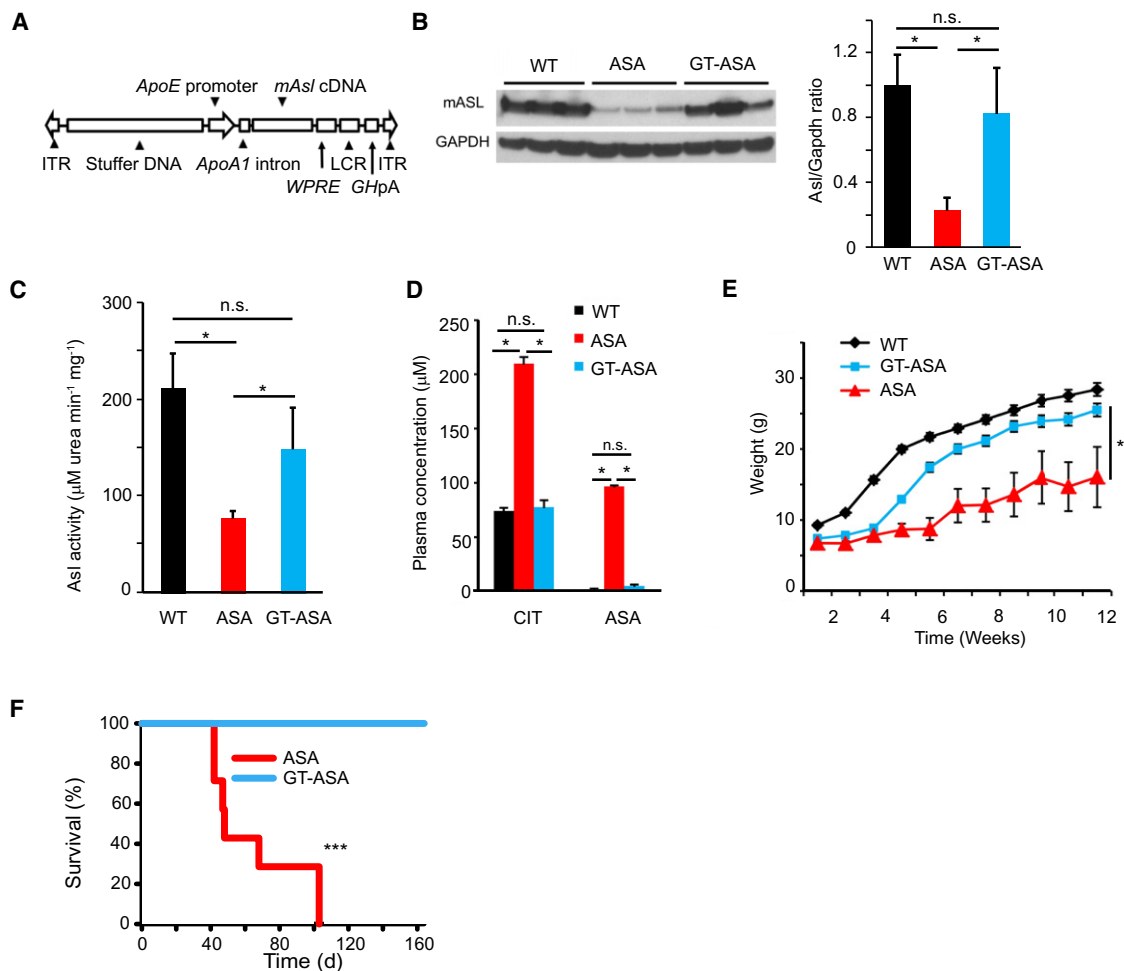 A
ApoE promoter mAsl cDNA
ITR Stuffer DNA ApoA1 intron LCR ITR
WPRE GHpA
B
WT ASA GT-ASA
mASL
GAPDH
n.s.
* *
1.2
0.8
0.4
0
Asl/Gapdh ratio
WT ASA GT-ASA
C
300
200
100
0
Asl activity (µM urea min⁻¹ mg⁻¹)
n.s.
*
*
WT ASA GT-ASA
D
250
200
150
100
50
0
Plasma concentration (µM)
WT
ASA
GT-ASA
n.s.
* *
n.s.
* *
CIT ASA
E
30
20
10
0
Weight (g)
WT
GT-ASA
ASA
*
2 4 6 8 10 12
Time (Weeks)
F
100
80
60
40
20
0
Survival (%)
ASA
GT-ASA
***
0 40 80 100 120 160
Time (d)